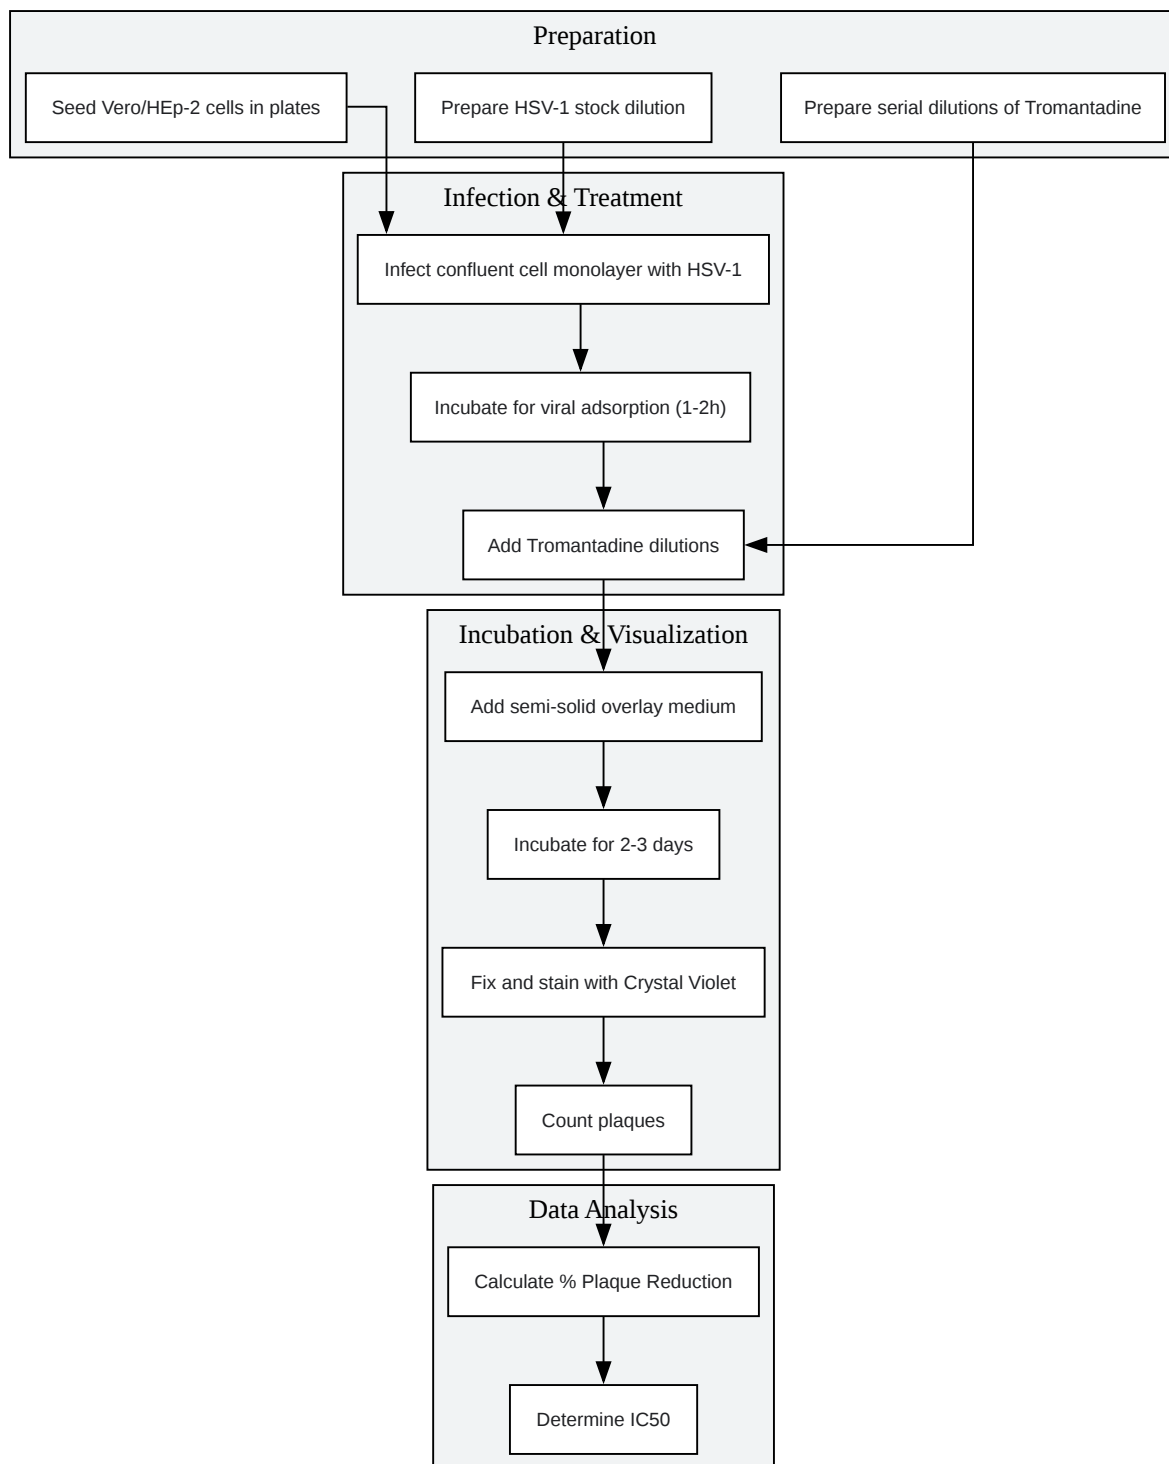 Preparation
Seed Vero/HEp-2 cells in plates
Prepare HSV-1 stock dilution
Prepare serial dilutions of Tromantadine
Infection & Treatment
Infect confluent cell monolayer with HSV-1
Incubate for viral adsorption (1-2h)
Add Tromantadine dilutions
Incubation & Visualization
Add semi-solid overlay medium
Incubate for 2-3 days
Fix and stain with Crystal Violet
Count plaques
Data Analysis
Calculate % Plaque Reduction
Determine IC50